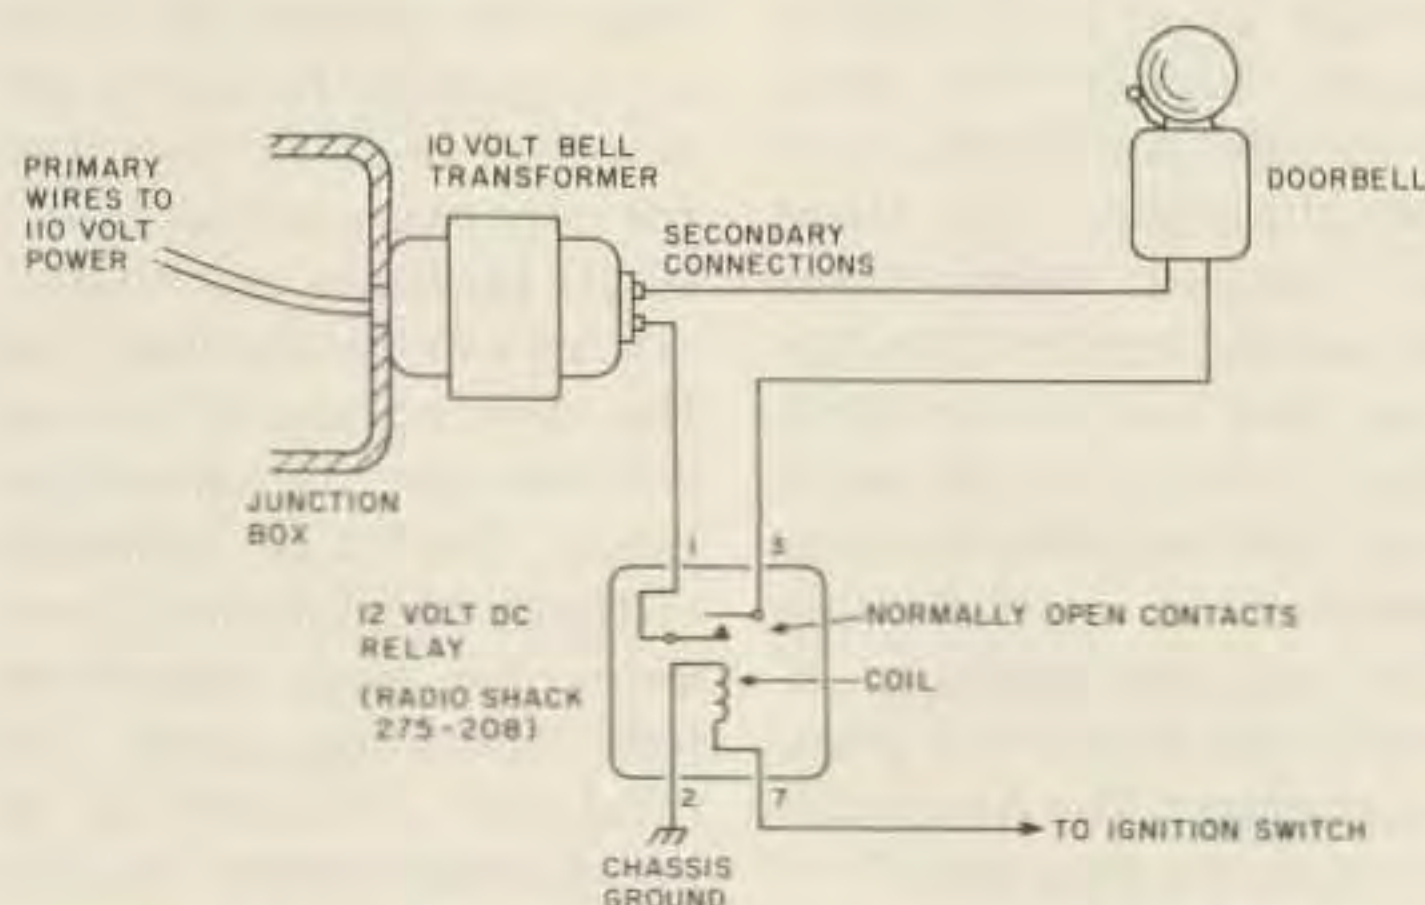 PRIMARY
WIRES TO
110 VOLT
POWER
10 VOLT BELL
TRANSFORMER
DOORBELL
SECONDARY
CONNECTIONS
JUNCTION
BOX
1
3
12 VOLT DC
RELAY
(RADIO SHACK
275-208)
NORMALLY OPEN CONTACTS
COIL
2
7
TO IGNITION SWITCH
CHASSIS
GROUND